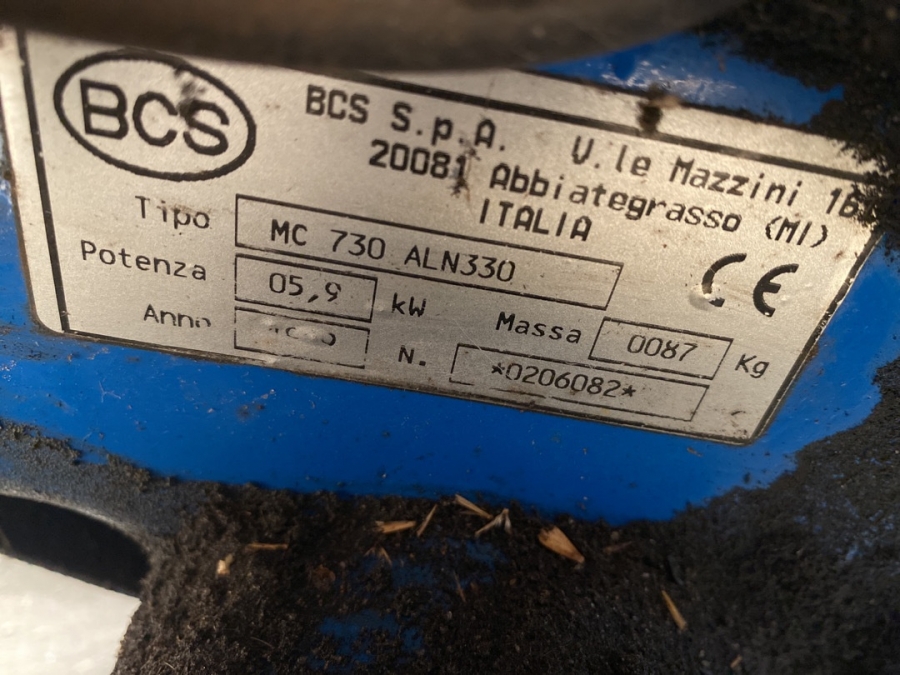 BCS
BCS S.p.A. V.le Mazzini 16
20081 Abbiategrasso (MI)
ITALIA
Tipo MC 730 ALN330
CE
Potenza 05,9 kW Massa 0087 Kg
Anno N. *0206082*